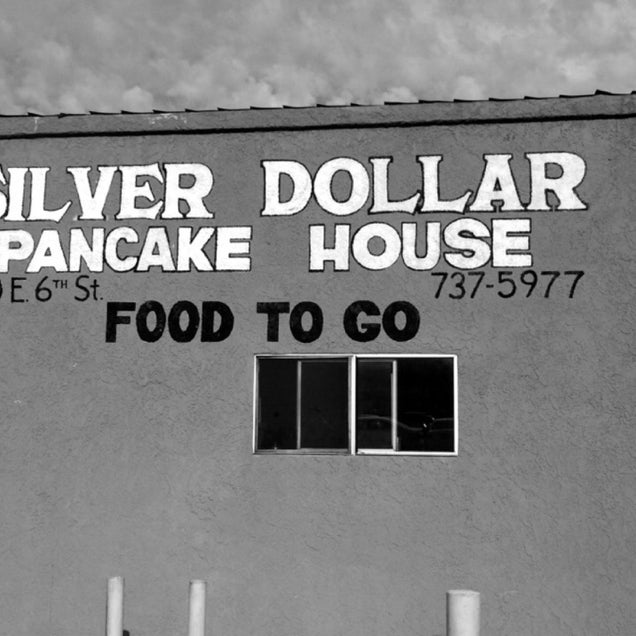 SILVER DOLLAR
PANCAKE HOUSE
E. 6TH St. 737-5977
FOOD TO GO